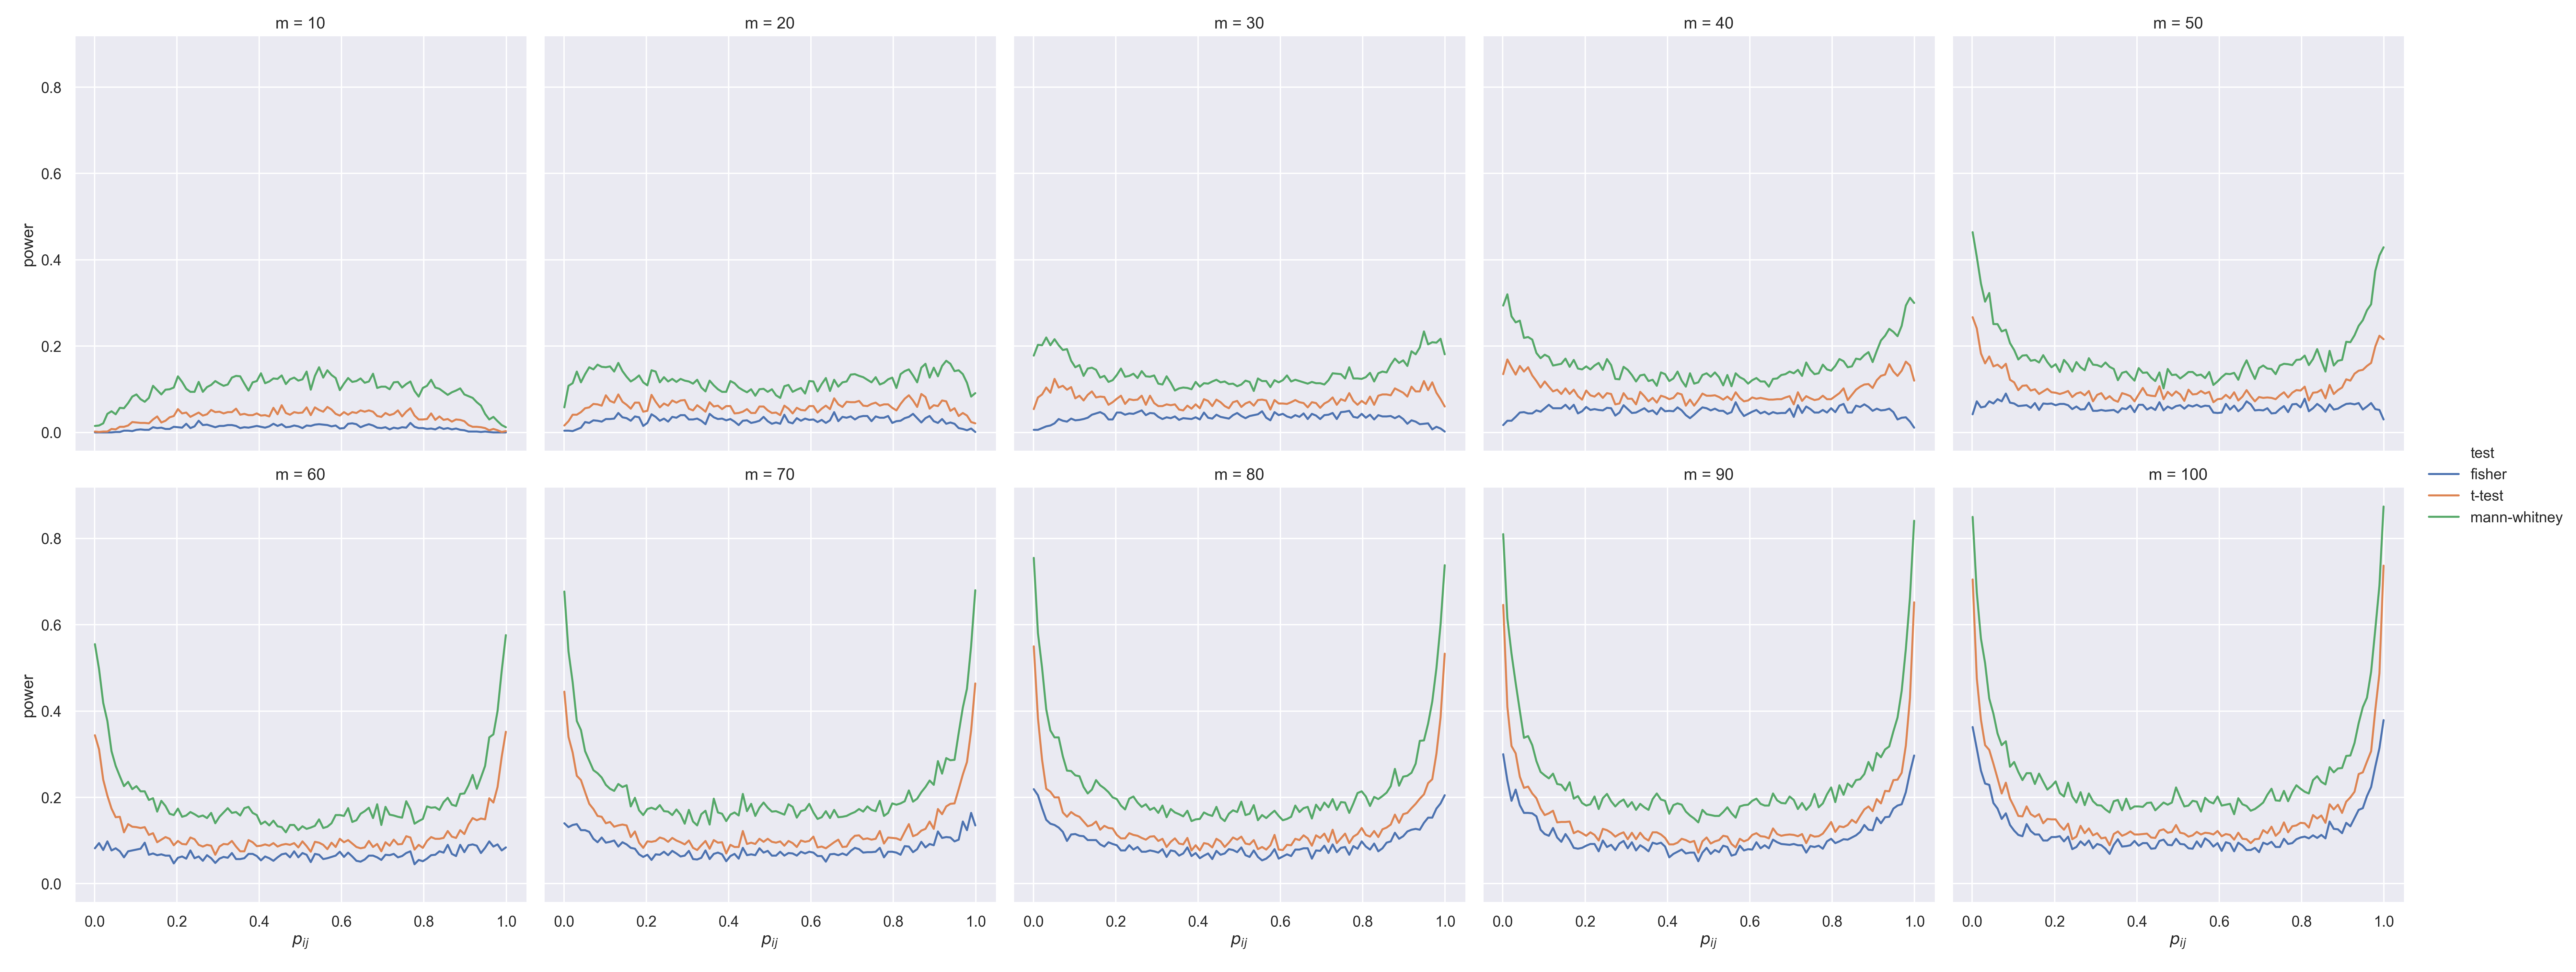 m = 10
m = 20
m = 30
m = 40
m = 50
0.8
0.6
0.4
0.2
0.0
power
m = 60
m = 70
m = 80
m = 90
m = 100
test
fisher
t-test
mann-whitney
0.8
0.6
0.4
0.2
0.0
power
0.0 0.2 0.4 0.6 0.8 1.0
0.0 0.2 0.4 0.6 0.8 1.0
0.0 0.2 0.4 0.6 0.8 1.0
0.0 0.2 0.4 0.6 0.8 1.0
0.0 0.2 0.4 0.6 0.8 1.0
p_ij
p_ij
p_ij
p_ij
p_ij